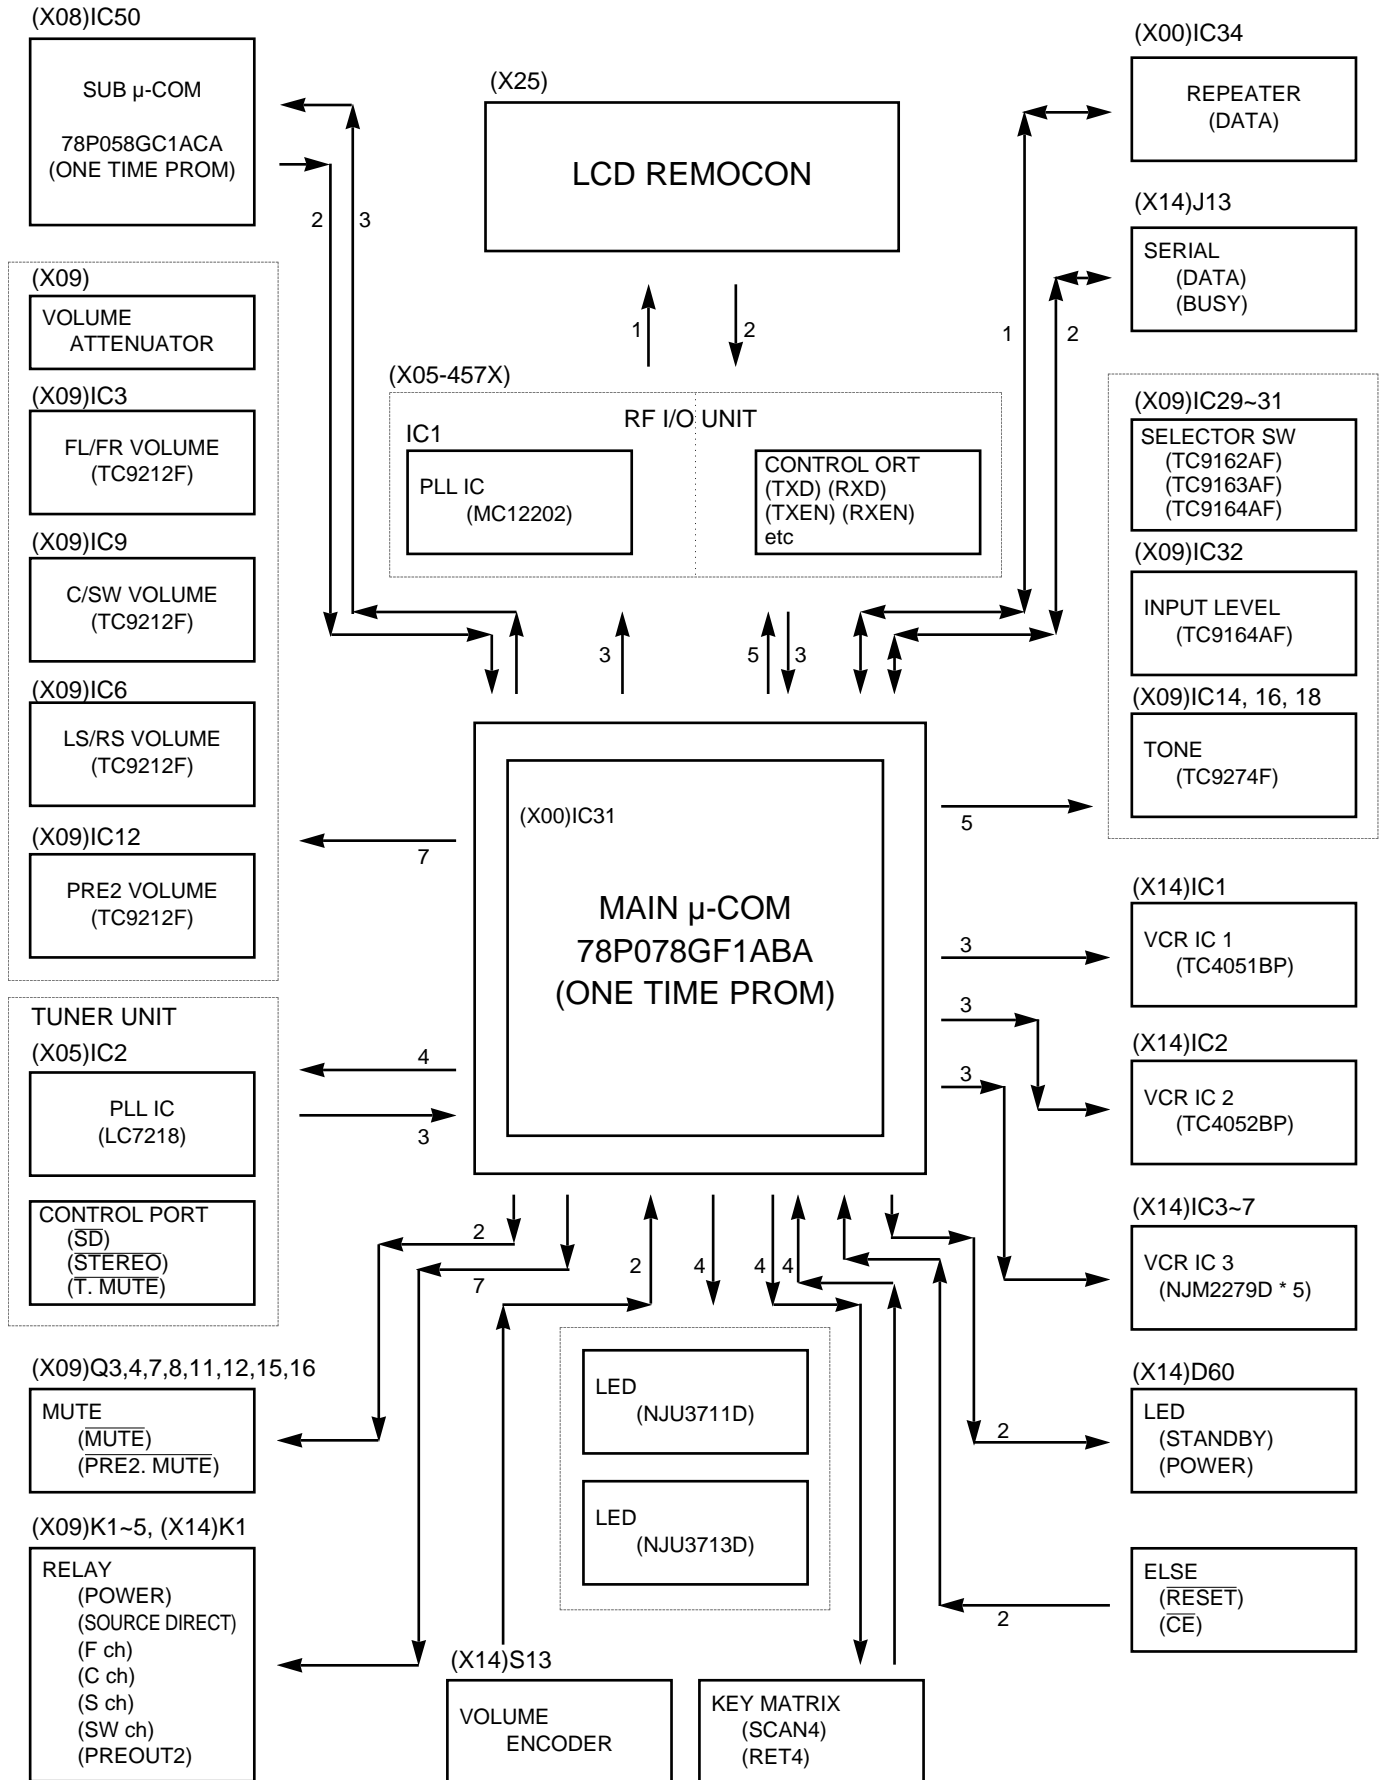 (X08)IC50
SUB µ-COM
78P058GC1ACA
(ONE TIME PROM)
2
3
(X25)
LCD REMOCON
1
2
(X00)IC34
REPEATER
(DATA)
(X14)J13
SERIAL
(DATA)
(BUSY)
1
2
(X09)
VOLUME
ATTENUATOR
(X09)IC3
FL/FR VOLUME
(TC9212F)
(X09)IC9
C/SW VOLUME
(TC9212F)
(X09)IC6
LS/RS VOLUME
(TC9212F)
(X09)IC12
PRE2 VOLUME
(TC9212F)
7
(X05-457X)
RF I/O UNIT
IC1
PLL IC
(MC12202)
CONTROL ORT
(TXD) (RXD)
(TXEN) (RXEN)
etc
3
5
3
(X09)IC29~31
SELECTOR SW
(TC9162AF)
(TC9163AF)
(TC9164AF)
(X09)IC32
INPUT LEVEL
(TC9164AF)
(X09)IC14, 16, 18
TONE
(TC9274F)
5
(X00)IC31
MAIN µ-COM
78P078GF1ABA
(ONE TIME PROM)
(X14)IC1
VCR IC 1
(TC4051BP)
3
(X14)IC2
VCR IC 2
(TC4052BP)
3
(X14)IC3~7
VCR IC 3
(NJM2279D * 5)
3
TUNER UNIT
(X05)IC2
PLL IC
(LC7218)
4
3
CONTROL PORT
(SD)
(STEREO)
(T. MUTE)
2
7
2
4
4
4
(X09)Q3,4,7,8,11,12,15,16
MUTE
(MUTE)
(PRE2. MUTE)
LED
(NJU3711D)
LED
(NJU3713D)
(X14)D60
LED
(STANDBY)
(POWER)
2
ELSE
(RESET)
(CE)
2
(X09)K1~5, (X14)K1
RELAY
(POWER)
(SOURCE DIRECT)
(F ch)
(C ch)
(S ch)
(SW ch)
(PREOUT2)
(X14)S13
VOLUME
ENCODER
KEY MATRIX
(SCAN4)
(RET4)